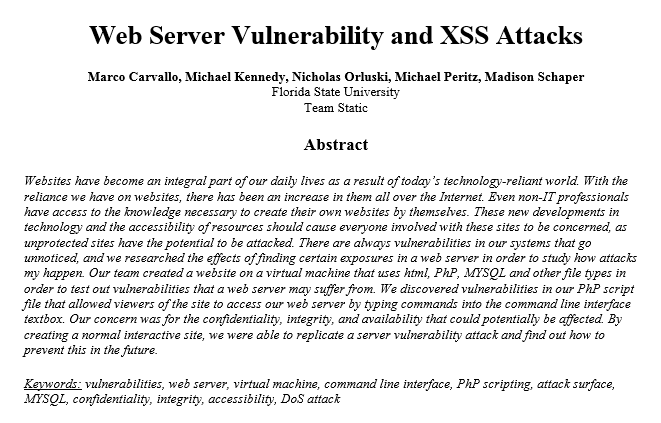 Web Server Vulnerability and XSS Attacks
Marco Carvallo, Michael Kennedy, Nicholas Orluski, Michael Peritz, Madison Schaper
Florida State University
Team Static
Abstract
Websites have become an integral part of our daily lives as a result of today's technology-reliant world. With the
reliance we have on websites, there has been an increase in them all over the Internet. Even non-IT professionals
have access to the knowledge necessary to create their own websites by themselves. These new developments in
technology and the accessibility of resources should cause everyone involved with these sites to be concerned, as
unprotected sites have the potential to be attacked. There are always vulnerabilities in our systems that go
unnoticed, and we researched the effects of finding certain exposures in a web server in order to study how attacks
my happen. Our team created a website on a virtual machine that uses html, PhP, MYSQL and other file types in
order to test out vulnerabilities that a web server may suffer from. We discovered vulnerabilities in our PhP script
file that allowed viewers of the site to access our web server by typing commands into the command line interface
textbox. Our concern was for the confidentiality, integrity, and availability that could potentially be affected. By
creating a normal interactive site, we were able to replicate a server vulnerability attack and find out how to
prevent this in the future.
Keywords: vulnerabilities, web server, virtual machine, command line interface, PhP scripting, attack surface,
MYSQL, confidentiality, integrity, accessibility, DoS attack